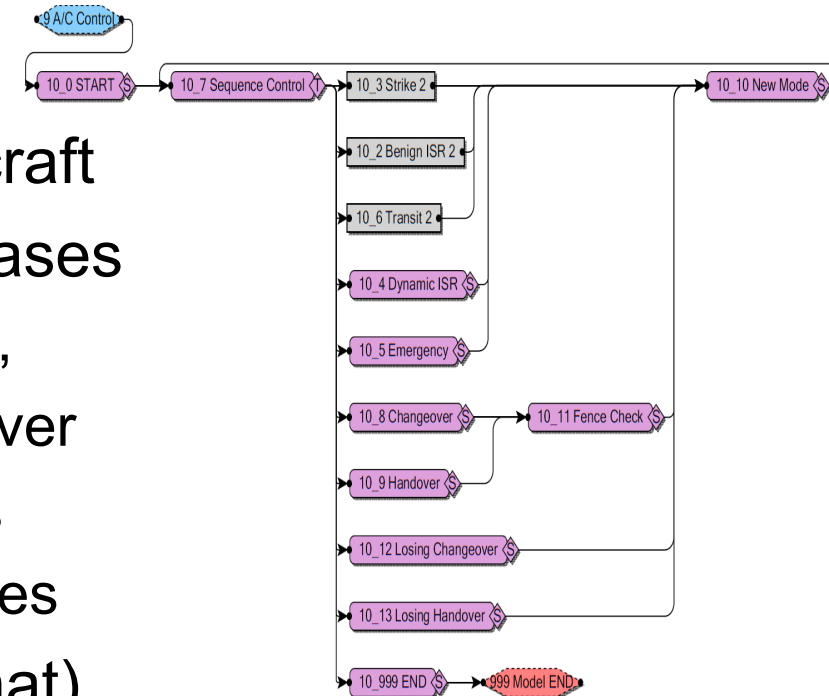 9 A/C Control
10_0 START S
10_7 Sequence Control T
10_3 Strike 2
10_10 New Mode S
10_2 Benign ISR 2
10_6 Transit 2
10_4 Dynamic ISR S
10_5 Emergency S
10_8 Changeover S
10_11 Fence Check S
10_9 Handover S
10_12 Losing Changeover S
10_13 Losing Handover S
10_999 END S
999 Model END
craft
ases
,
ver
es
nat)